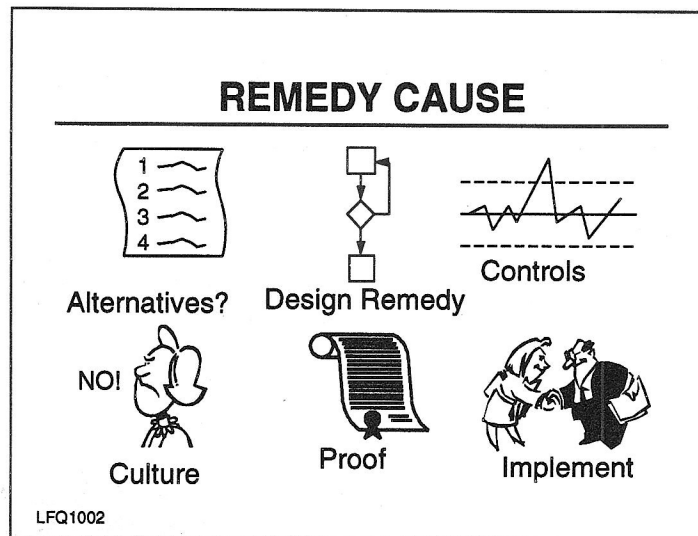 REMEDY CAUSE
1
2
3
4
Alternatives?
Design Remedy
Controls
NO!
Culture
Proof
Implement
LFQ1002